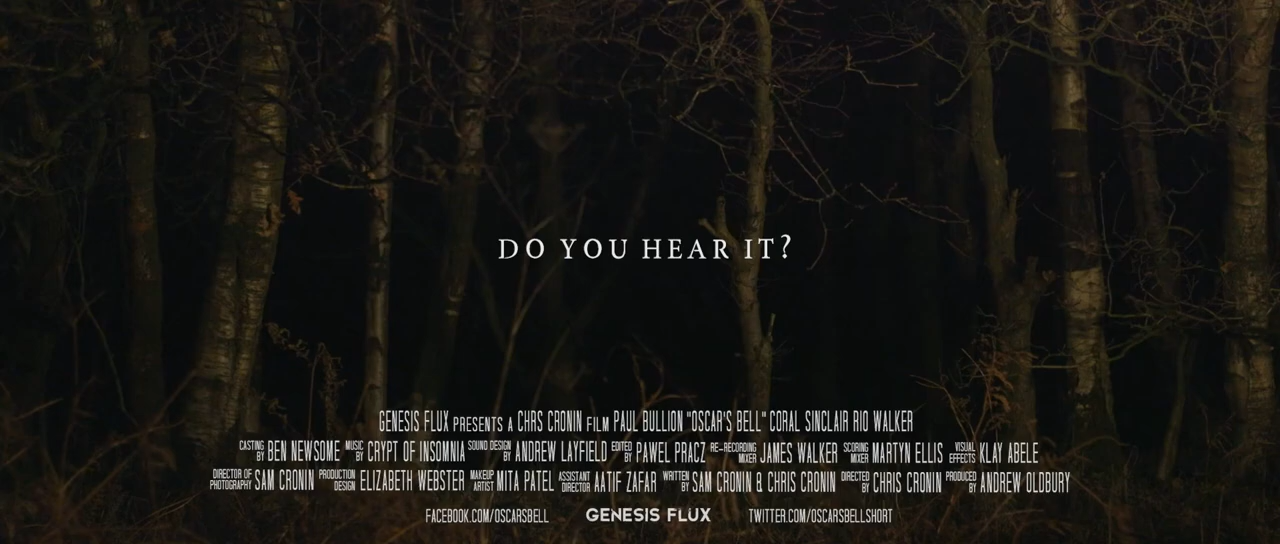 DO YOU HEAR IT?
GENESIS FLUX PRESENTS A CHRS CRONIN FILM PAUL BULLION "OSCAR'S BELL" CORAL SINCLAIR RIO WALKER
CASTING BY BEN NEWSOME MUSIC BY CRYPT OF INSOMNIA SOUND DESIGN BY ANDREW LAYFIELD EDITED BY PAWEL PRACZ RE-RECORDING MIXER JAMES WALKER SCORING MIXER MARTYN ELLIS VISUAL EFFECTS KLAY ABELE
DIRECTOR OF PHOTOGRAPHY SAM CRONIN PRODUCTION DESIGN ELIZABETH WEBSTER MAKEUP ARTIST MITA PATEL ASSISTANT DIRECTOR AATIF ZAFAR WRITTEN BY SAM CRONIN & CHRIS CRONIN DIRECTED BY CHRIS CRONIN PRODUCED BY ANDREW OLDBURY
FACEBOOK.COM/OSCARSBELL GENESIS FLUX TWITTER.COM/OSCARSBELLSHORT